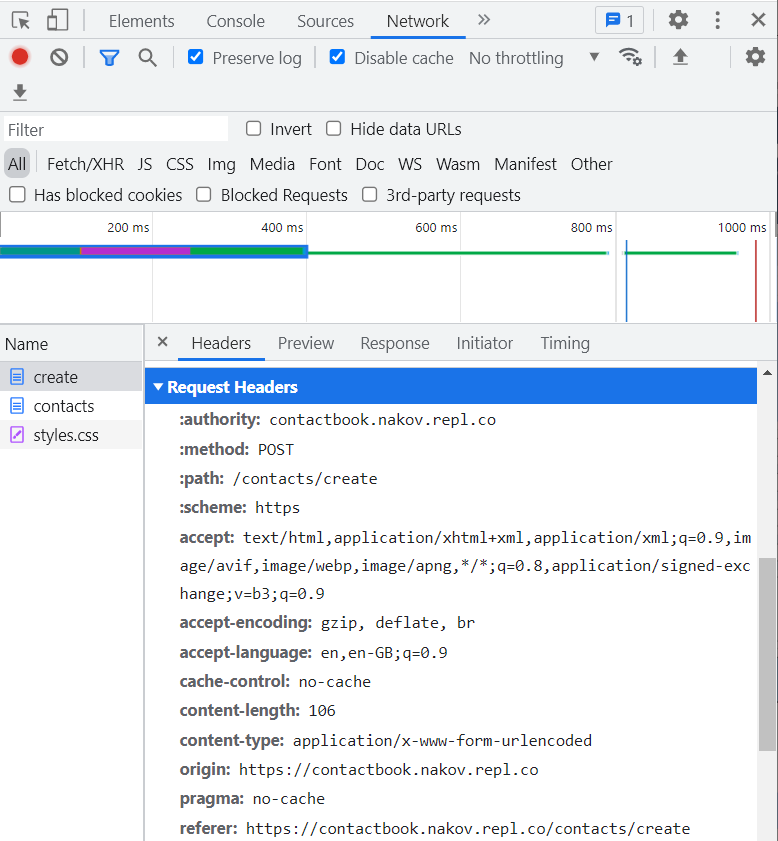 Elements Console Sources Network 1
Preserve log Disable cache No throttling
Filter Invert Hide data URLs
All Fetch/XHR JS CSS Img Media Font Doc WS Wasm Manifest Other
Has blocked cookies Blocked Requests 3rd-party requests
200 ms 400 ms 600 ms 800 ms 1000 ms
Name Headers Preview Response Initiator Timing
create
contacts
styles.css
Request Headers
:authority: contactbook.nakov.repl.co
:method: POST
:path: /contacts/create
:scheme: https
accept: text/html,application/xhtml+xml,application/xml;q=0.9,im
age/avif,image/webp,image/apng,*/*;q=0.8,application/signed-exc
hange;v=b3;q=0.9
accept-encoding: gzip, deflate, br
accept-language: en,en-GB;q=0.9
cache-control: no-cache
content-length: 106
content-type: application/x-www-form-urlencoded
origin: https://contactbook.nakov.repl.co
pragma: no-cache
referer: https://contactbook.nakov.repl.co/contacts/create